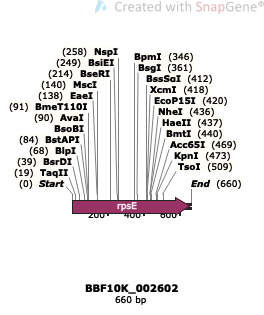 Created with SnapGene®
(258) NspI
(249) BsiEI
(214) BseRI
(140) MscI
(138) EaeI
(91) BmeT110I
(90) AvaI
BsoBI
(84) BstAPI
(68) BlpI
(39) BsrDI
(19) TaqII
(0) Start
BpmI (346)
BsgI (361)
BssSαI (412)
XcmI (418)
EcoP15I (420)
NheI (436)
HaeII (437)
BmtI (440)
Acc65I (469)
KpnI (473)
TsoI (509)
End (660)
rpsE
200 400 600
BBF10K_002602
660 bp